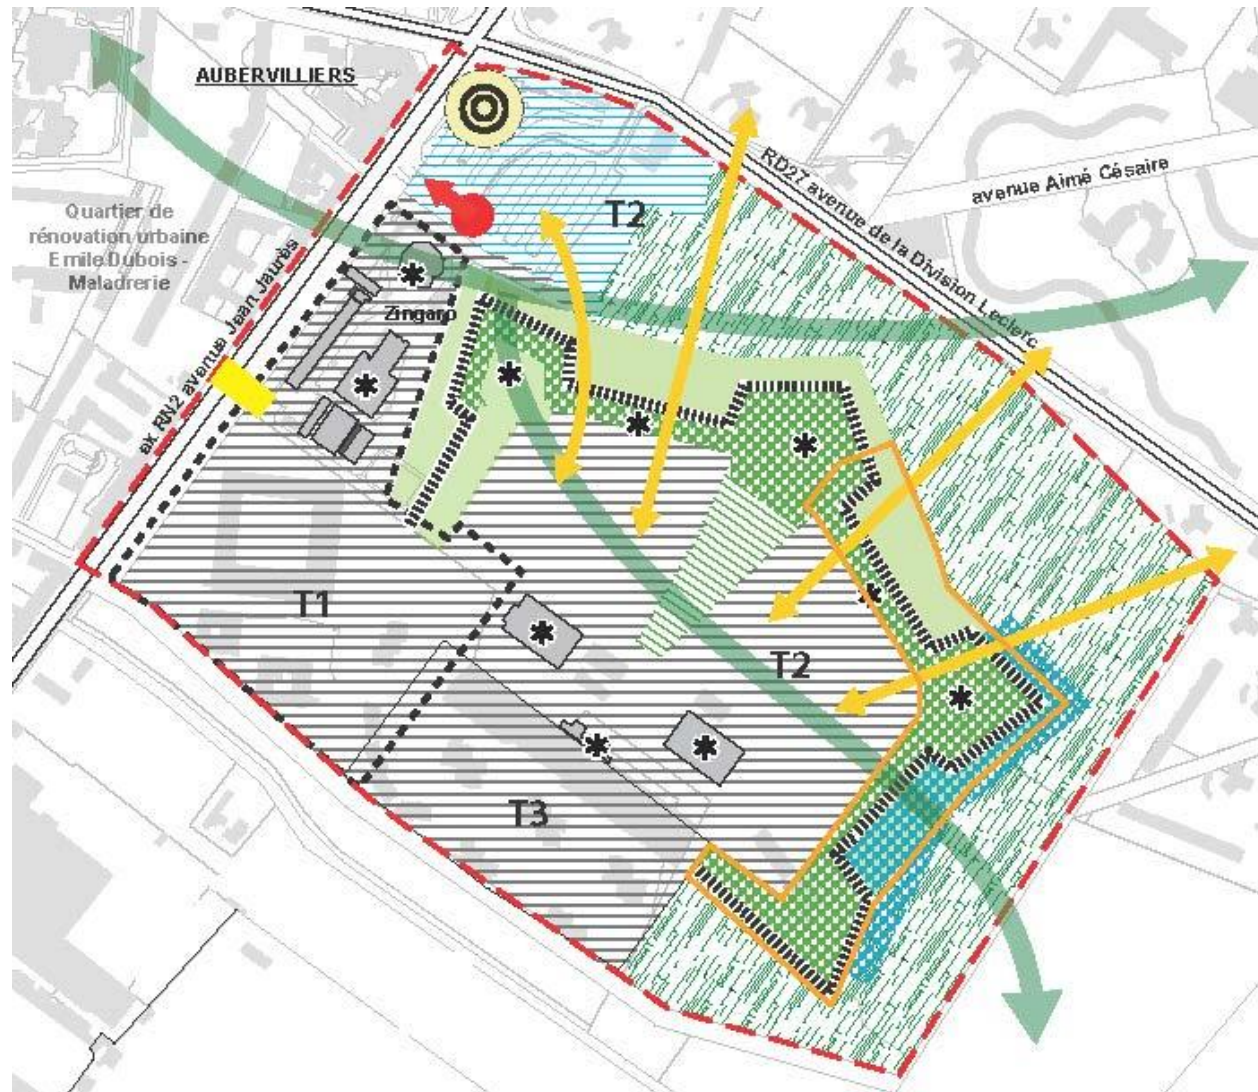 AUBERVILLIERS
RD27 avenue de la Division Leclerc
avenue Aimé Césaire
Quartier de
rénovation urbaine
Emile Dubois -
Maladrerie
ex RN2 avenue Jean Jaurès
T2
Zingaro
T1
T2
T3